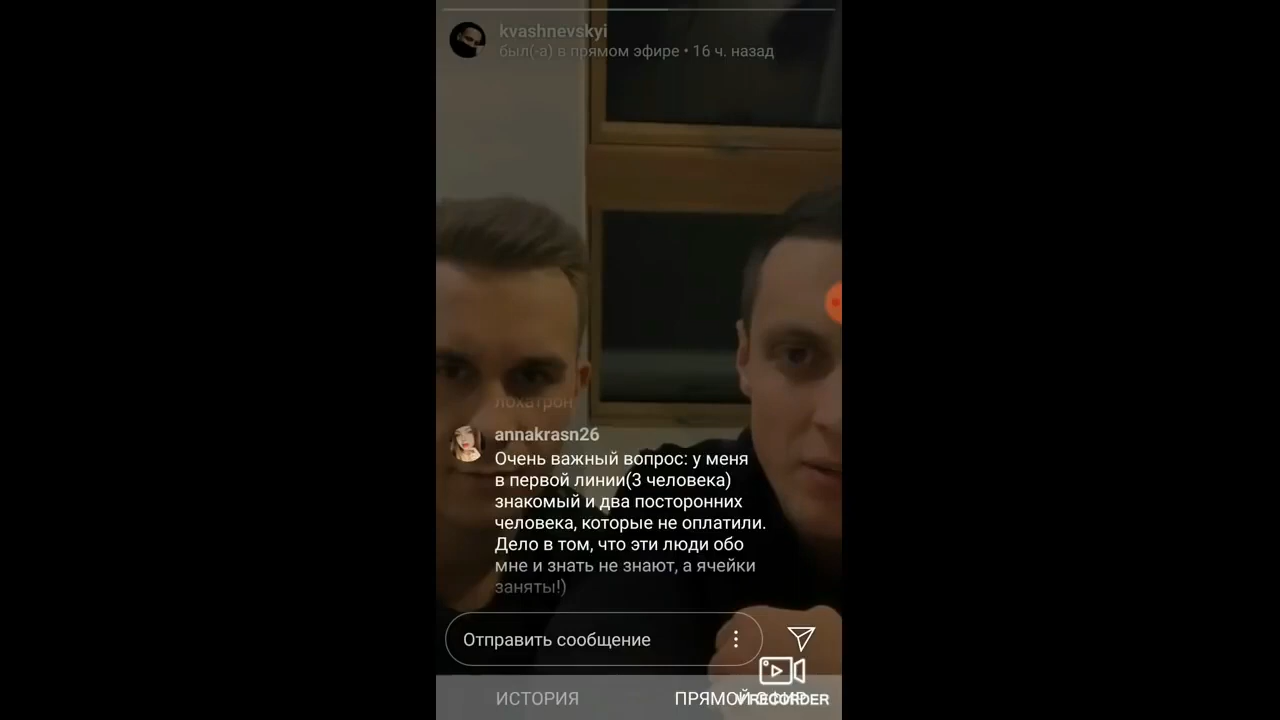 kvashnevskyi
был(-а) в прямом эфире • 16 ч. назад
лохатрон
annakrasn26
Очень важный вопрос: у меня
в первой линии(3 человека)
знакомый и два посторонних
человека, которые не оплатили.
Дело в том, что эти люди обо
мне и знать не знают, а ячейки
заняты!)
Отправить сообщение
ИСТОРИЯ
ПРЯМОЙ ЭФИР
VRECORDER